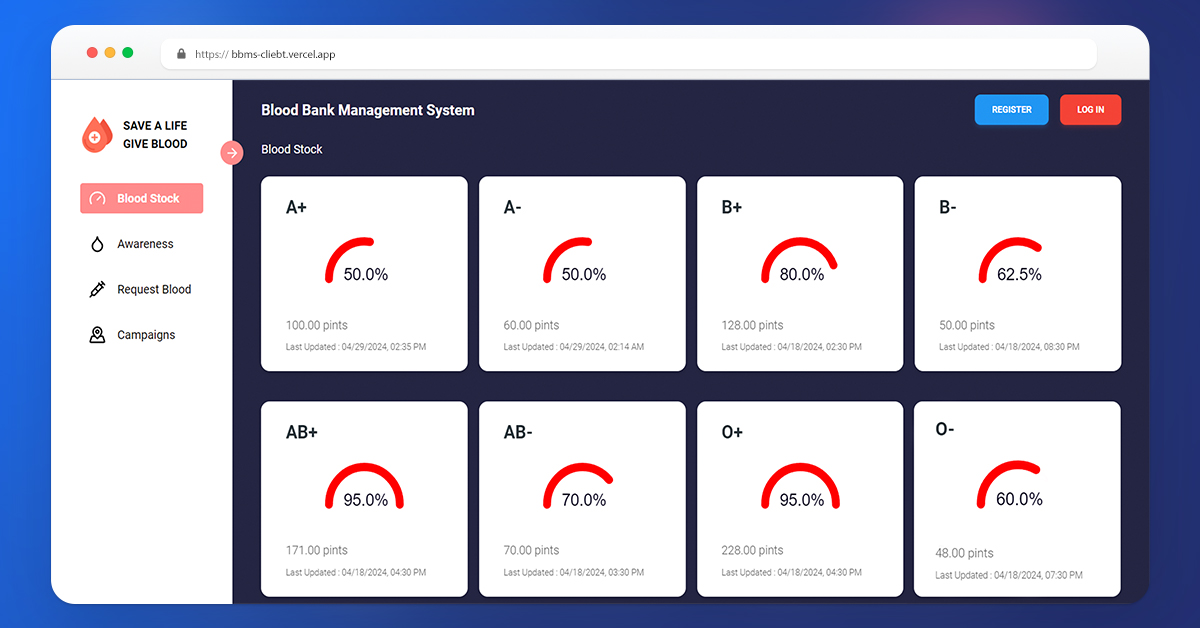 https:// bbms-cliebt.vercel.app
SAVE A LIFE
GIVE BLOOD
Blood Stock
Awareness
Request Blood
Campaigns
Blood Bank Management System
REGISTER
LOG IN
Blood Stock
A+
50.0%
100.00 pints
Last Updated : 04/29/2024, 02:35 PM
A-
50.0%
60.00 pints
Last Updated : 04/29/2024, 02:14 AM
B+
80.0%
128.00 pints
Last Updated : 04/18/2024, 02:30 PM
B-
62.5%
50.00 pints
Last Updated : 04/18/2024, 08:30 PM
AB+
95.0%
171.00 pints
Last Updated : 04/18/2024, 04:30 PM
AB-
70.0%
70.00 pints
Last Updated : 04/18/2024, 03:30 PM
O+
95.0%
228.00 pints
Last Updated : 04/18/2024, 04:30 PM
O-
60.0%
48.00 pints
Last Updated : 04/18/2024, 07:30 PM